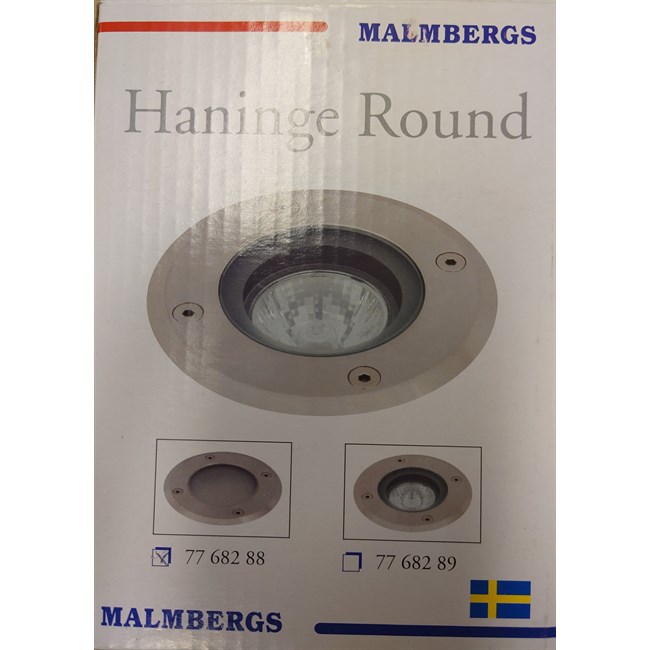 MALMBERGS
Haninge Round
77 682 88
77 682 89
MALMBERGS